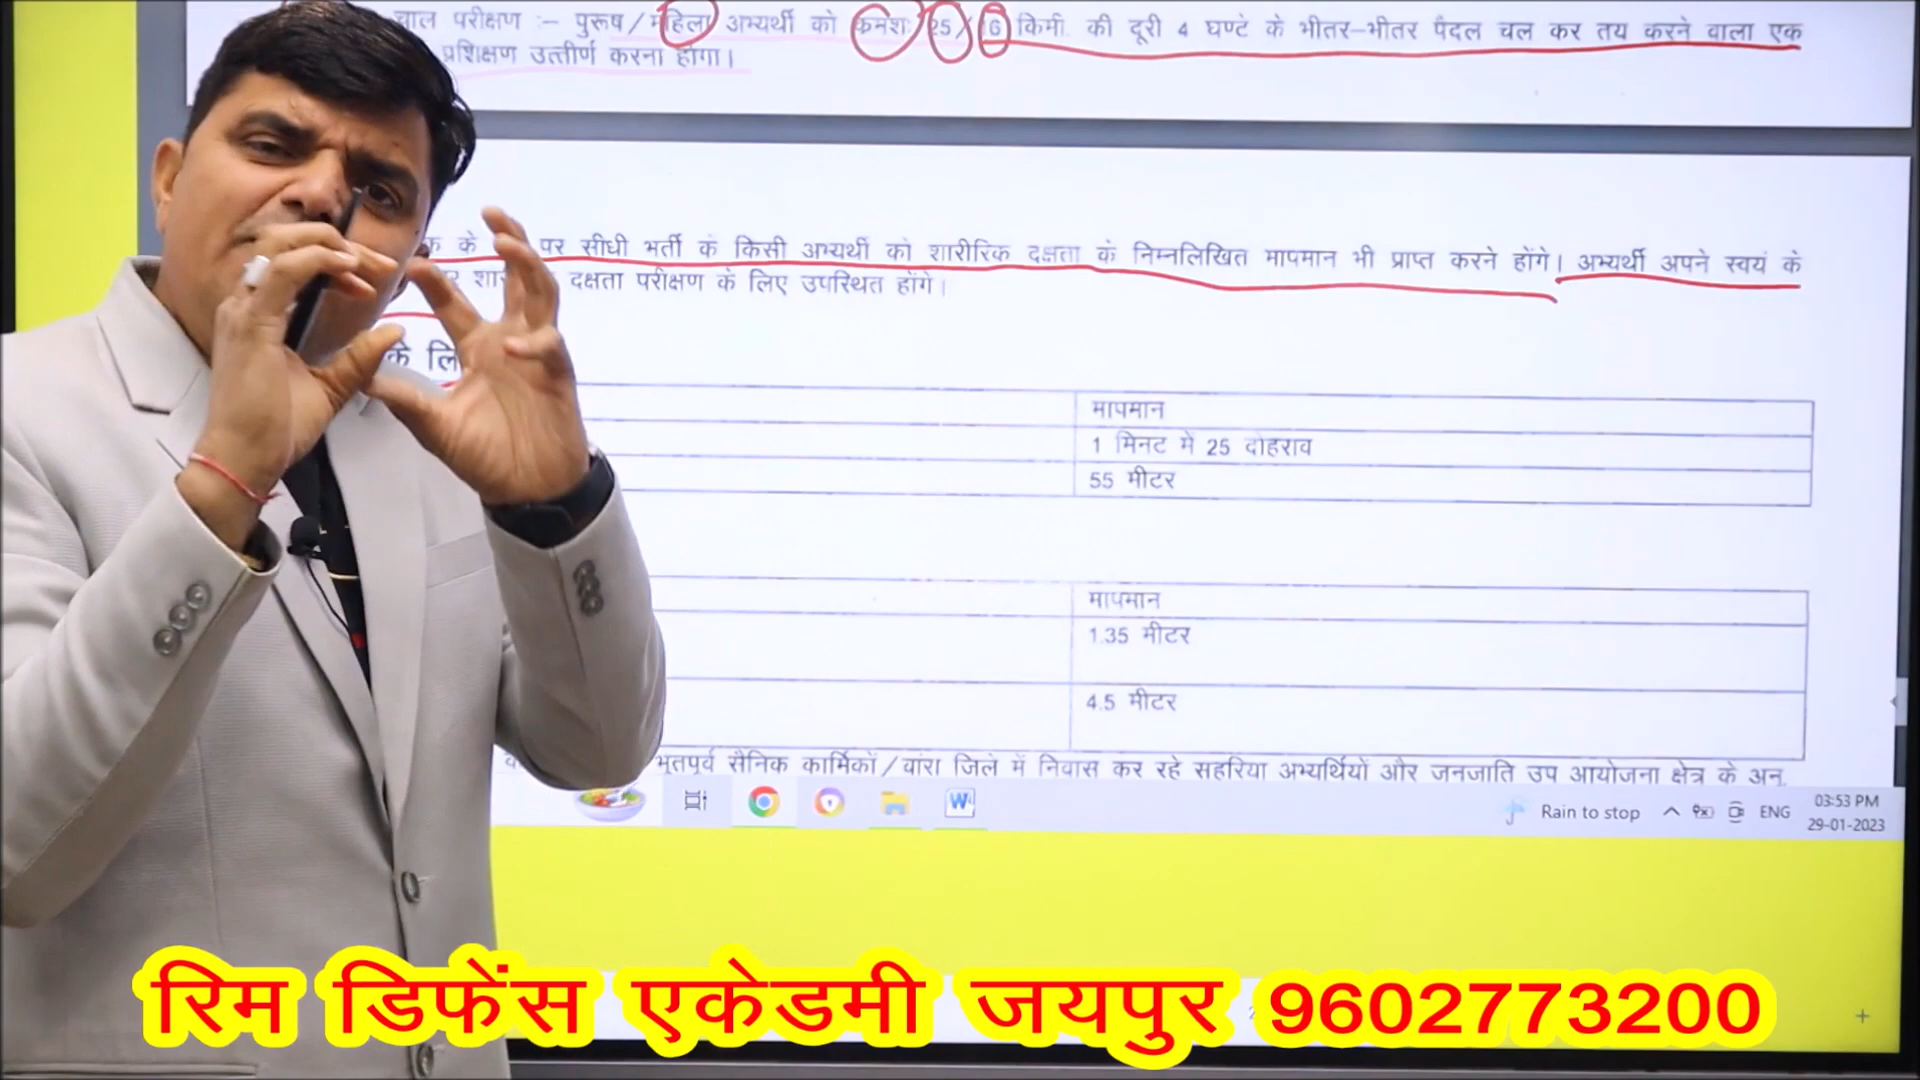 चाल परीक्षण :– पुरूष/महिला अभ्यर्थी को क्रमशः 25/16 किमी. की दूरी 4 घण्टे के भीतर–भीतर पैदल चल कर तय करने वाला एक
प्रशिक्षण उत्तीर्ण करना होगा।
के पर सीधी भर्ती के किसी अभ्यर्थी को शारीरिक दक्षता के निम्नलिखित मापमान भी प्राप्त करने होंगे। अभ्यर्थी अपने स्वयं के
दक्षता परीक्षण के लिए उपस्थित होंगे।
के
मापमान
1 मिनट में 25 दोहराव
55 मीटर
मापमान
1.35 मीटर
4.5 मीटर
भूतपूर्व सैनिक कार्मिकों/बांरा जिले में निवास कर रहे सहरिया अभ्यर्थियों और जनजाति उप आयोजना क्षेत्र के अनु.
Rain to stop ENG 03:53 PM
29-01-2023
रिम डिफेंस एकेडमी जयपुर 9602773200